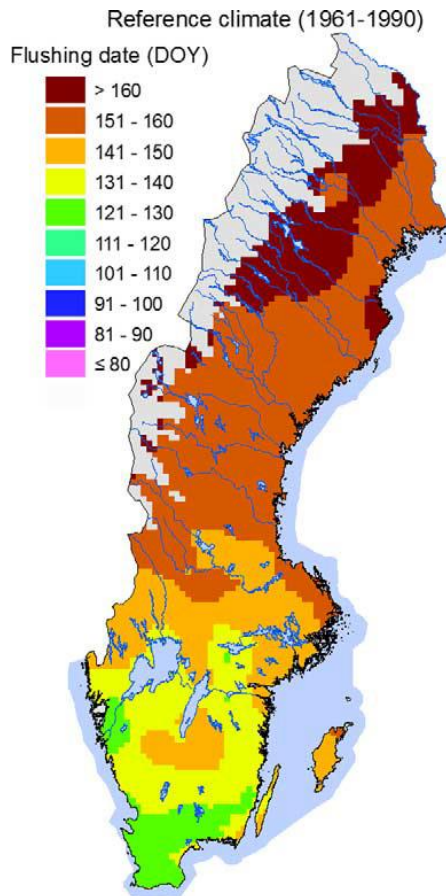 Reference climate (1961-1990)
Flushing date (DOY)
> 160
151 - 160
141 - 150
131 - 140
121 - 130
111 - 120
101 - 110
91 - 100
81 - 90
≤ 80